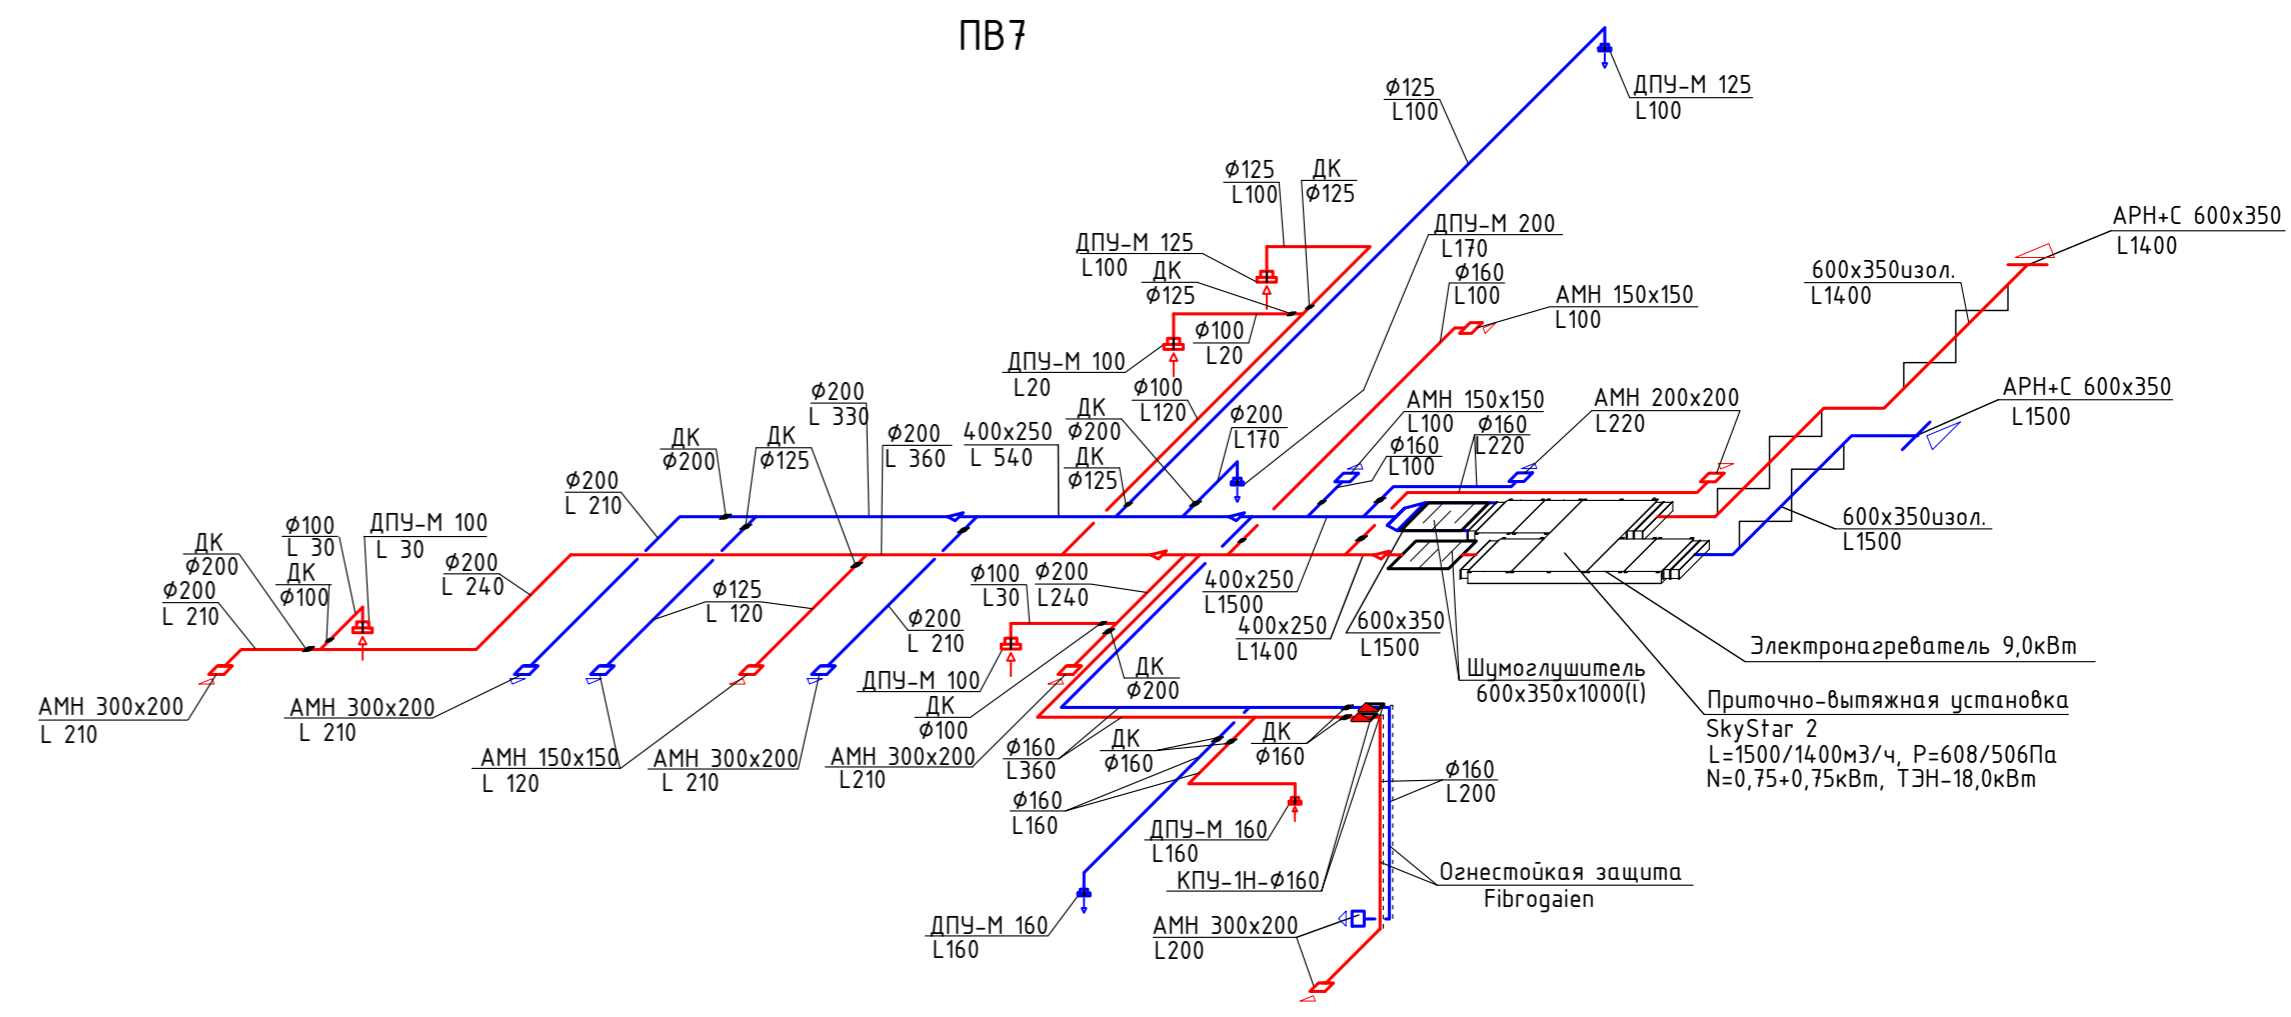 ПВ7
ДПУ-М 125
L100
Ф125
L100
Ф125
L100
ДК
Ф125
ДПУ-М 125
L100
ДК
Ф125
ДПУ-М 200
L170
Ф160
L100
АМН 150х150
L100
АРН+С 600х350
L1400
600х350изол.
L1400
Ф100
L20
ДПУ-М 100
L20
Ф100
L120
ДК
Ф200
Ф200
L170
АМН 150х150
L100
Ф160
L100
АМН 200х200
L220
Ф160
L220
АРН+С 600х350
L1500
Ф200
L 330
ДК
Ф200
ДК
Ф125
Ф200
L 360
400х250
L 540
ДК
Ф125
Ф200
L 210
Ф100
L 30
ДПУ-М 100
L 30
ДК
Ф200
ДК
Ф100
Ф200
L 210
Ф200
L 240
600х350изол.
L1500
Ф125
L 120
Ф200
L 210
Ф100
L30
Ф200
L240
400х250
L1500
400х250
L1400
600х350
L1500
Электронагреватель 9,0кВт
Шумоглушитель
600х350х1000(l)
ДПУ-М 100
ДК
Ф200
ДК
Ф100
АМН 300х200
L 210
АМН 300х200
L 210
АМН 150х150
L 120
АМН 300х200
L 210
АМН 300х200
L210
Ф160
L360
ДК
Ф160
ДК
Ф160
Приточно-вытяжная установка
SkyStar 2
L=1500/1400м3/ч, Р=608/506Па
N=0,75+0,75кВт, ТЭН-18,0кВт
Ф160
L200
Ф160
L160
ДПУ-М 160
L160
КПУ-1Н-Ф160
Огнестойкая защита
Fibrogaien
ДПУ-М 160
L160
АМН 300х200
L200